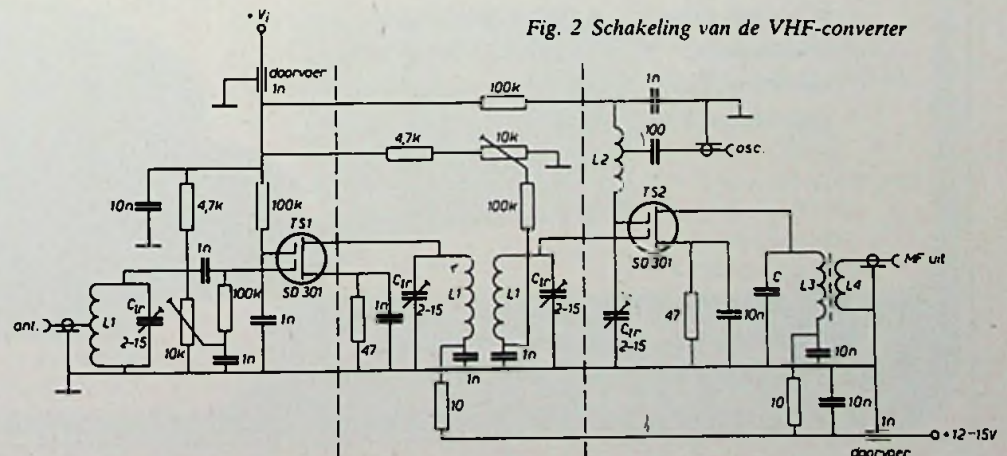 Fig. 2 Schakeling van de VHF-converter
+ Vi
doorvoer
1n
100k
1n
4,7k
10k
100
osc.
L2
10n
4,7k
100k
TS1
100k
TS2
1n
SD 301
SD 301
ant.
L1
Ctr
2-15
100k
10k
1n
1n
47
1n
Ctr
2-15
L1
L1
Ctr
2-15
1n
1n
Ctr
2-15
47
10n
C
L3
L4
MF uit
10n
10
10
10n
1n
+12-15V
doorvoer